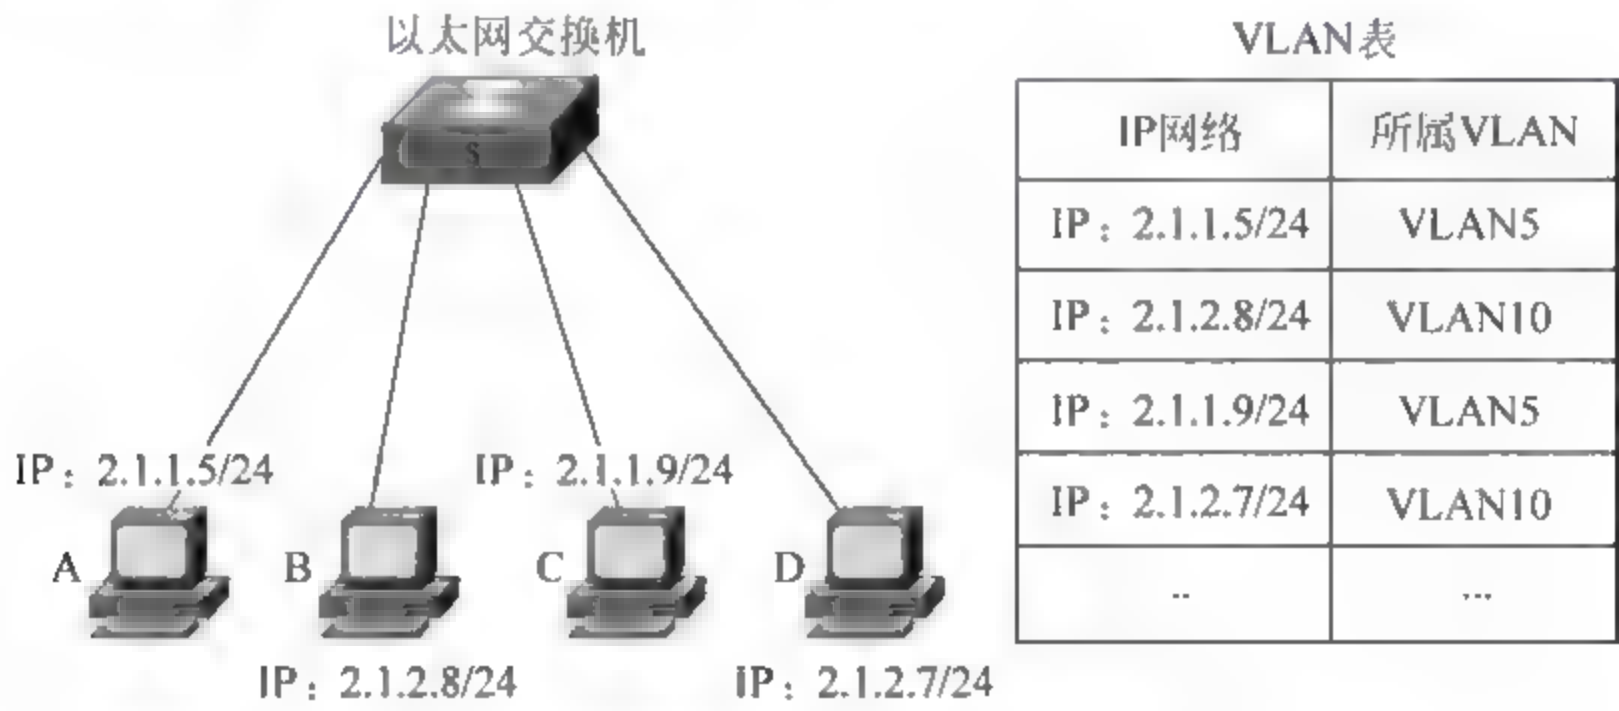 以太网交换机
S
IP：2.1.1.5/24
IP：2.1.1.9/24
A
B
C
D
IP：2.1.2.8/24
IP：2.1.2.7/24
VLAN表
IP网络 所属VLAN
IP：2.1.1.5/24 VLAN5
IP：2.1.2.8/24 VLAN10
IP：2.1.1.9/24 VLAN5
IP：2.1.2.7/24 VLAN10
.. ...